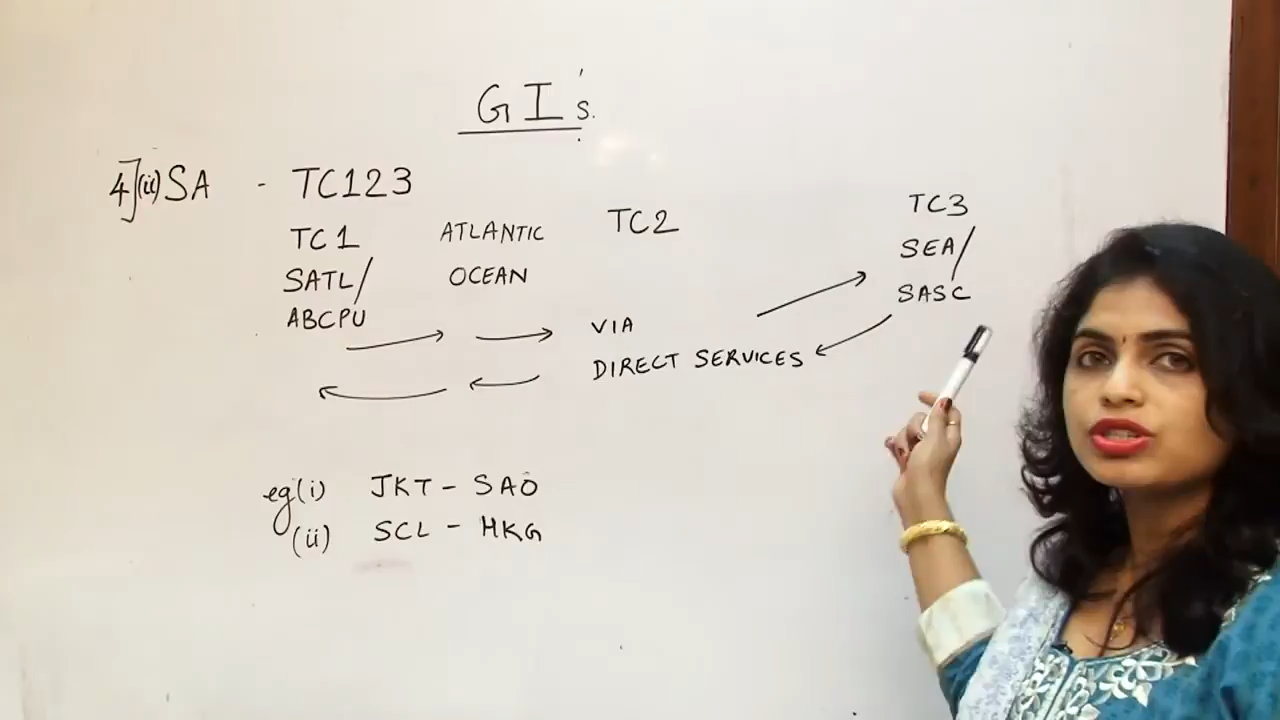 GI's.
4](ii) SA - TC123
TC1 ATLANTIC TC2 TC3
SATL/ OCEAN SEA/
ABCPU SASC
VIA
DIRECT SERVICES
eg(i) JKT - SAO
(ii) SCL - HKG